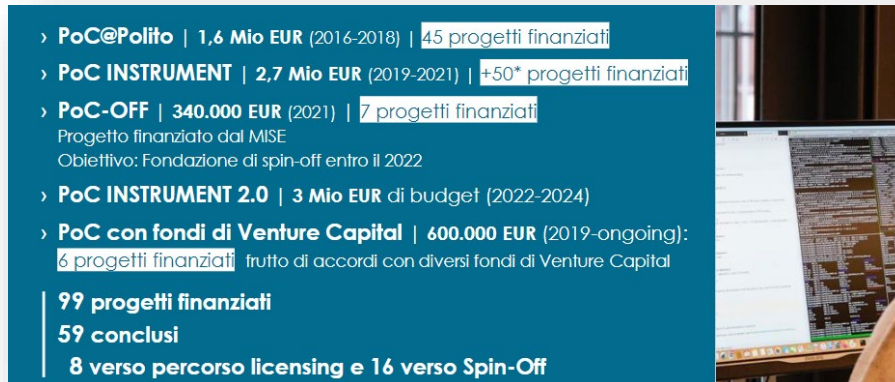 › PoC@Polito | 1,6 Mio EUR (2016-2018) | 45 progetti finanziati
› PoC INSTRUMENT | 2,7 Mio EUR (2019-2021) | +50* progetti finanziati
› PoC-OFF | 340.000 EUR (2021) | 7 progetti finanziati
Progetto finanziato dal MISE
Obiettivo: Fondazione di spin-off entro il 2022
› PoC INSTRUMENT 2.0 | 3 Mio EUR di budget (2022-2024)
› PoC con fondi di Venture Capital | 600.000 EUR (2019-ongoing):
6 progetti finanziati frutto di accordi con diversi fondi di Venture Capital
99 progetti finanziati
59 conclusi
8 verso percorso licensing e 16 verso Spin-Off